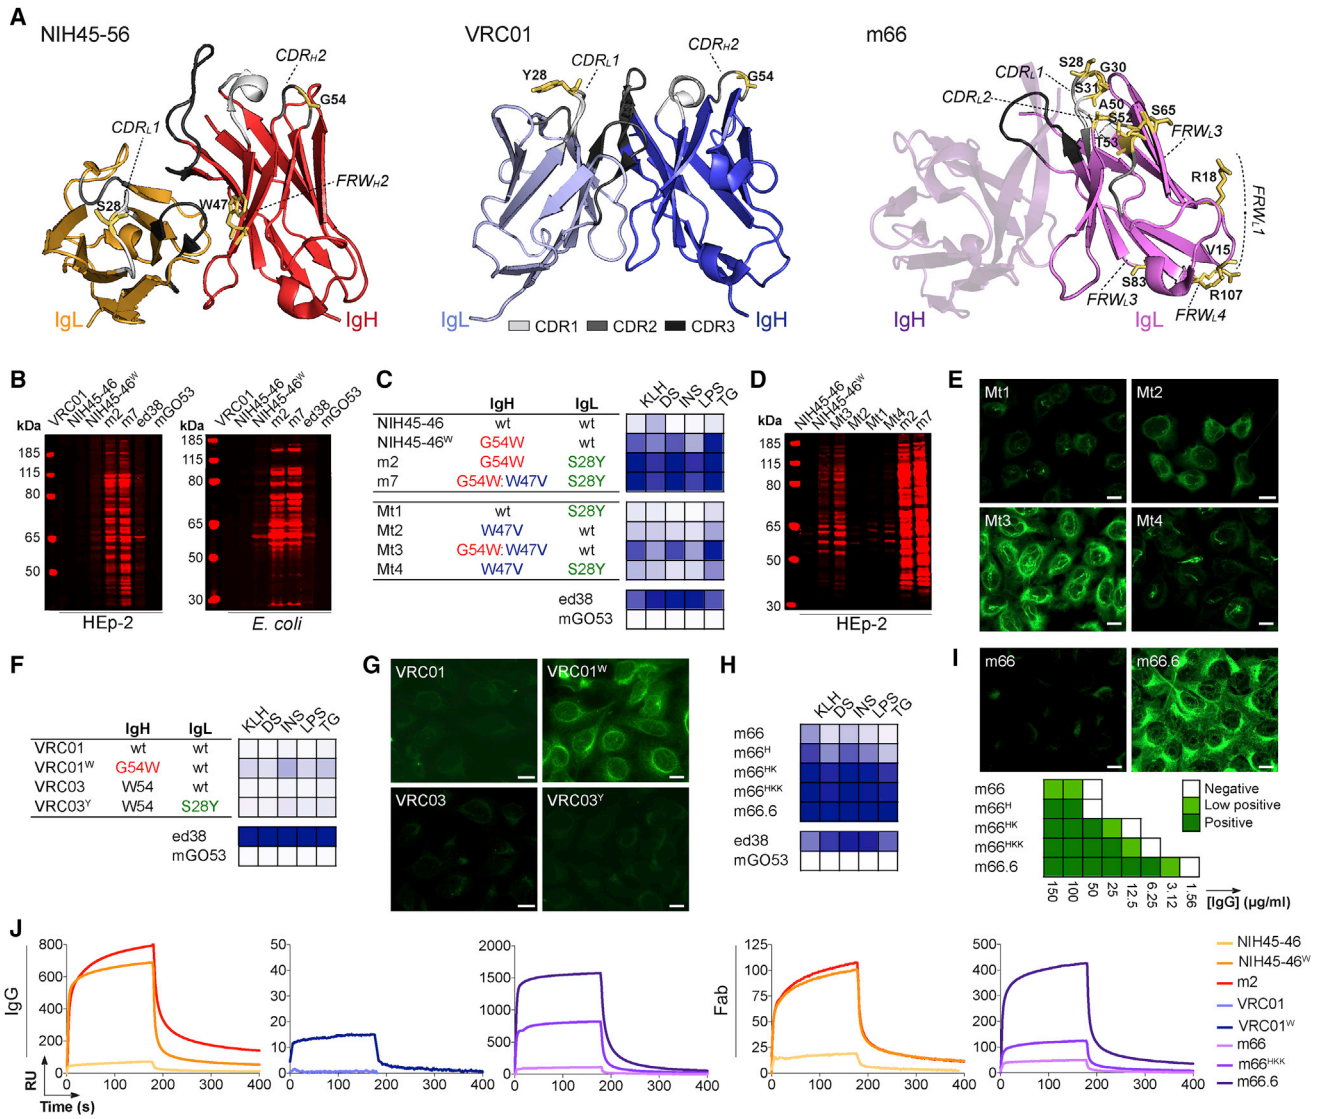 A
NIH45-56
CDRH2
G54
CDRL1
FRWH2
S28
W47
IgL
IgH
VRC01
CDRH2
CDRL1
Y28
G54
IgL
CDR1 CDR2 CDR3
IgH
m66
S28
G30
CDRL1
S31
CDRL2
A50
S65
S52
FRWL3
T53
R18
FRWL1
V15
S83
R107
FRWL3
FRWL4
IgH
IgL
B
VRC01
NIH45-46
NIH45-46W
m2
m7
ed38
mGO53
kDa
185
115
80
65
50
HEp-2
VRC01
NIH45-46
NIH45-46W
m2
m7
ed38
mGO53
kDa
185
115
80
65
50
30
E. coli
C
IgH IgL KLH DS INS LPS TG
NIH45-46 wt wt
NIH45-46W G54W wt
m2 G54W S28Y
m7 G54W:W47V S28Y
Mt1 wt S28Y
Mt2 W47V wt
Mt3 G54W:W47V wt
Mt4 W47V S28Y
ed38
mGO53
D
NIH45-46
NIH45-46W
Mt3
Mt2
Mt1
Mt4
m2
m7
kDa
185
115
80
65
50
30
HEp-2
E
Mt1
Mt2
Mt3
Mt4
F
IgH IgL KLH DS INS LPS TG
VRC01 wt wt
VRC01W G54W wt
VRC03 W54 wt
VRC03Y W54 S28Y
ed38
mGO53
G
VRC01
VRC01W
VRC03
VRC03Y
H
KLH DS INS LPS TG
m66
m66H
m66HK
m66HKK
m66.6
ed38
mGO53
I
m66
m66.6
m66
m66H
m66HK
m66HKK
m66.6
Negative
Low positive
Positive
150 100 50 25 12.5 6.25 3.12 1.56 [IgG] (µg/ml)
J
IgG
800
600
400
200
0
0 100 200 300 400
RU
Time (s)
50
40
30
20
10
0
0 100 200 300 400
2000
1500
1000
500
0
0 100 200 300 400
Fab
125
100
75
50
25
0
0 100 200 300 400
500
400
300
200
100
0
0 100 200 300 400
NIH45-46
NIH45-46W
m2
VRC01
VRC01W
m66
m66HKK
m66.6